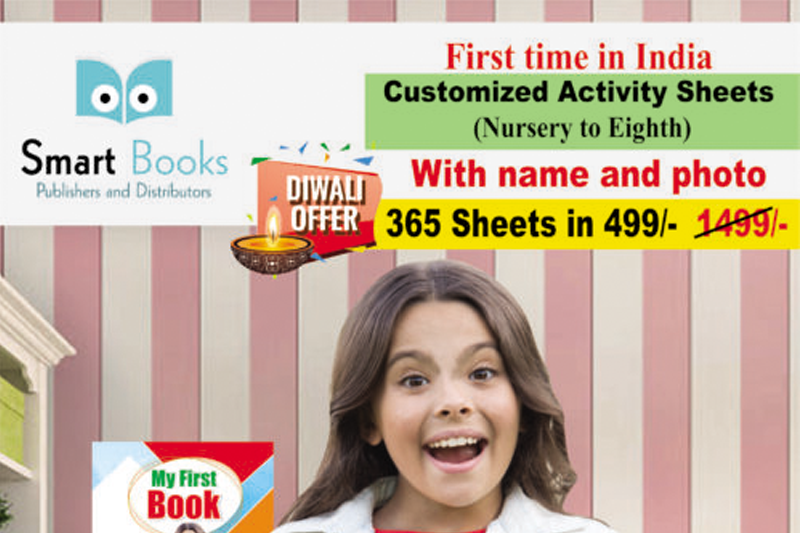 Smart Books
Publishers and Distributors
First time in India
Customized Activity Sheets
(Nursery to Eighth)
With name and photo
DIWALI
OFFER
365 Sheets in 499/- 1499/-
My First
Book